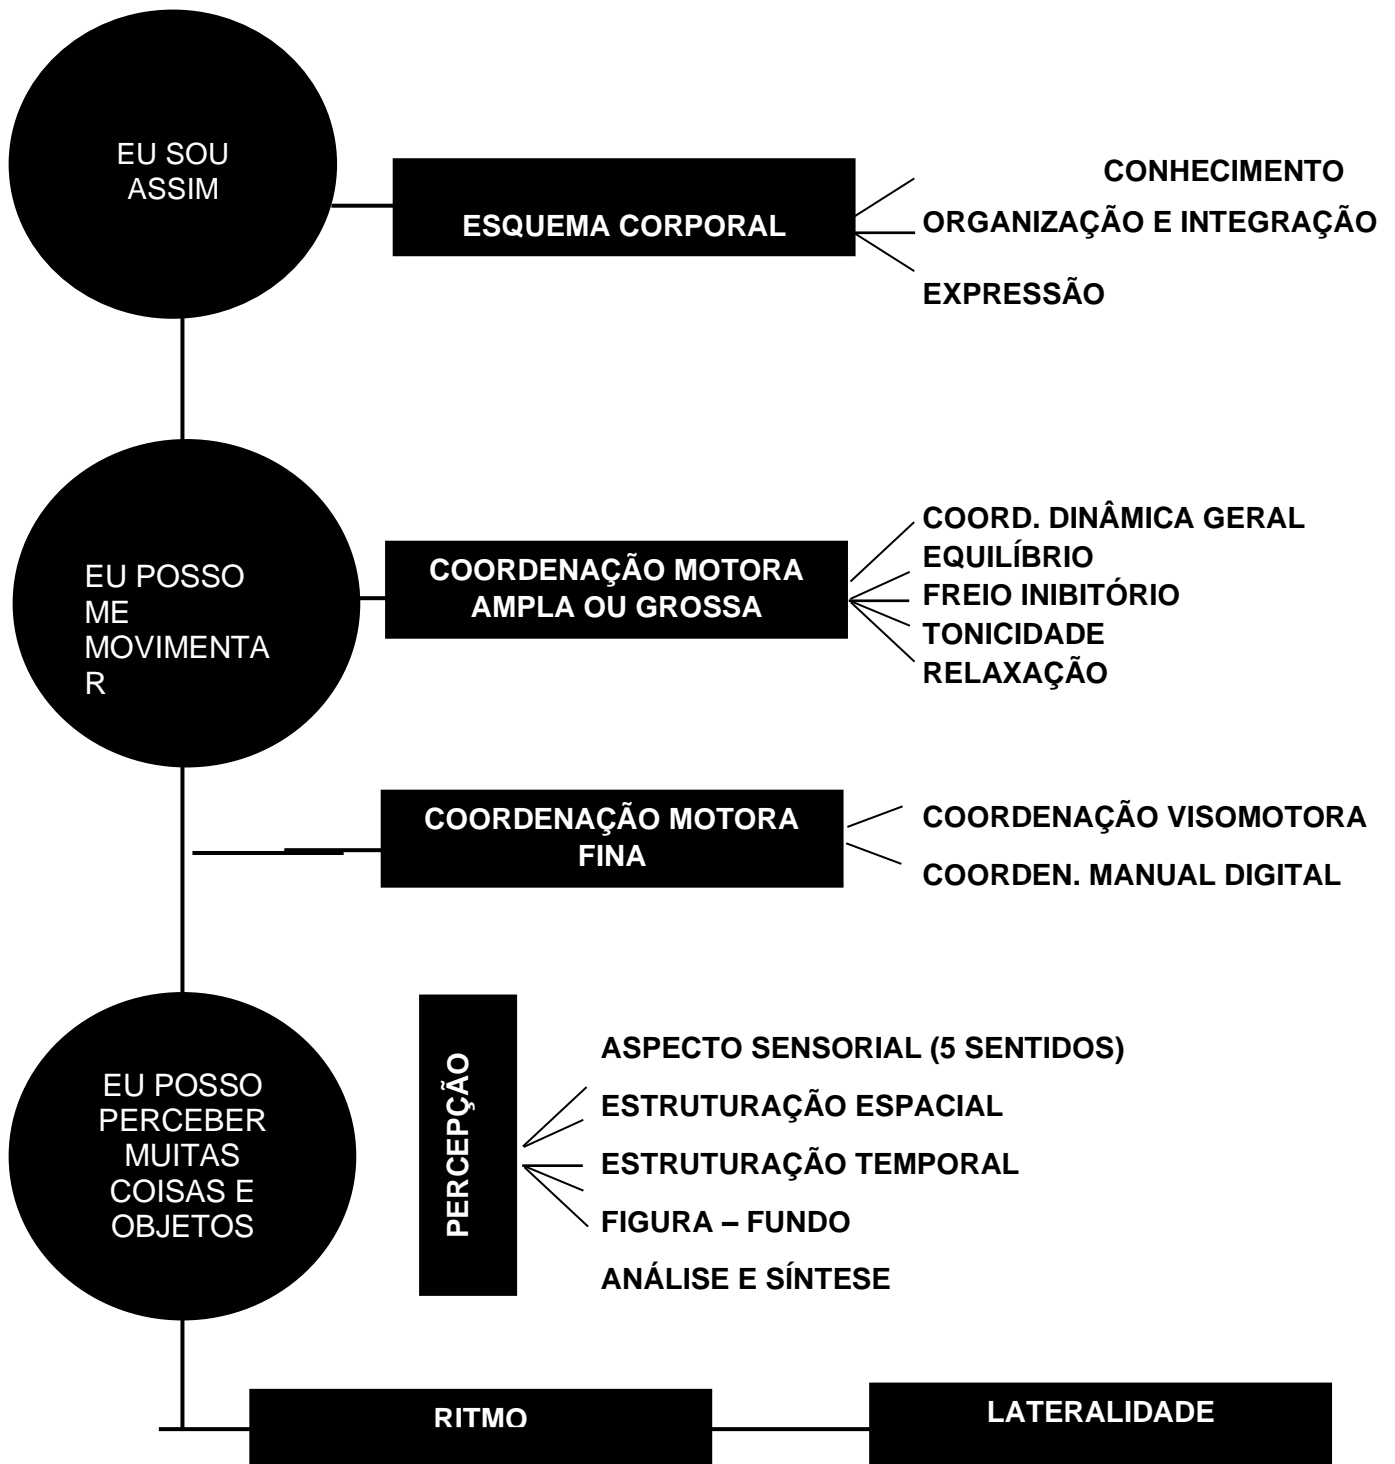 EU SOU
ASSIM
ESQUEMA CORPORAL
CONHECIMENTO
ORGANIZAÇÃO E INTEGRAÇÃO
EXPRESSÃO
EU POSSO
ME
MOVIMENTA
R
COORDENAÇÃO MOTORA
AMPLA OU GROSSA
COORD. DINÂMICA GERAL
EQUILÍBRIO
FREIO INIBITÓRIO
TONICIDADE
RELAXAÇÃO
COORDENAÇÃO MOTORA
FINA
COORDENAÇÃO VISOMOTORA
COORDEN. MANUAL DIGITAL
EU POSSO
PERCEBER
MUITAS
COISAS E
OBJETOS
PERCEPÇÃO
ASPECTO SENSORIAL (5 SENTIDOS)
ESTRUTURAÇÃO ESPACIAL
ESTRUTURAÇÃO TEMPORAL
FIGURA – FUNDO
ANÁLISE E SÍNTESE
RITMO
LATERALIDADE